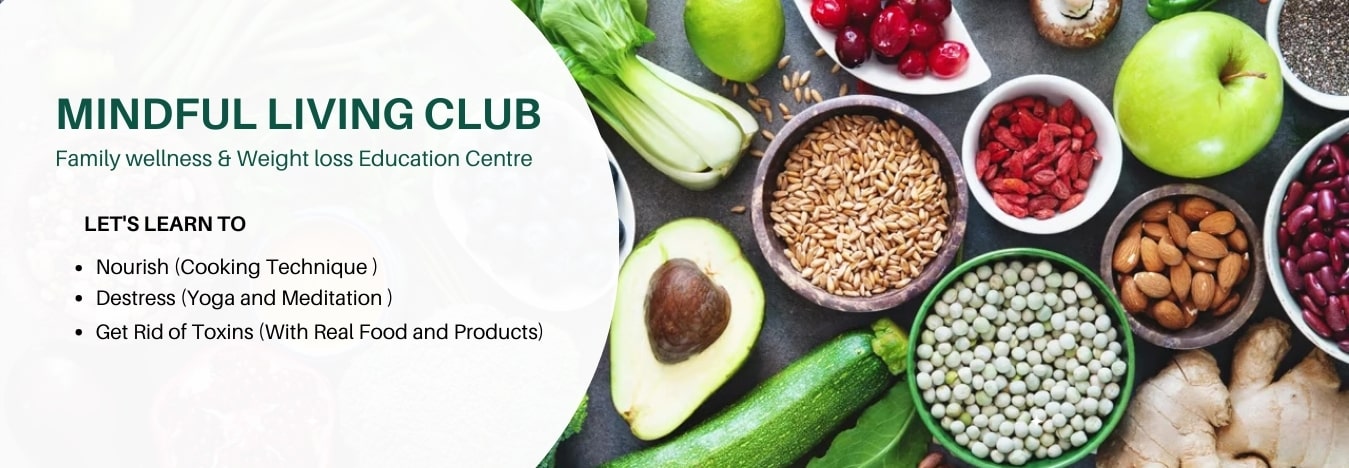 MINDFUL LIVING CLUB
Family wellness & Weight loss Education Centre
LET'S LEARN TO
• Nourish (Cooking Technique )
• Destress (Yoga and Meditation )
• Get Rid of Toxins (With Real Food and Products)